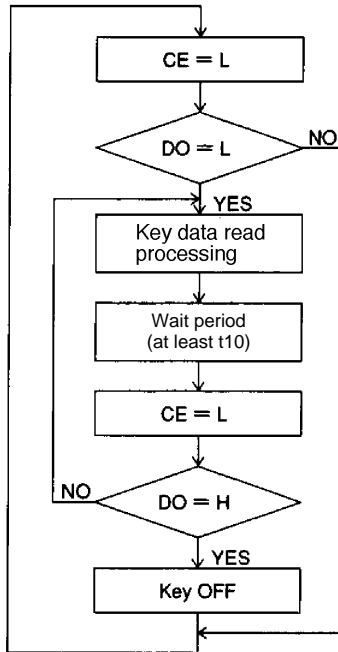 CE = L
DO = L
NO
YES
Key data read
processing
Wait period
(at least t10)
CE = L
DO = H
NO
YES
Key OFF